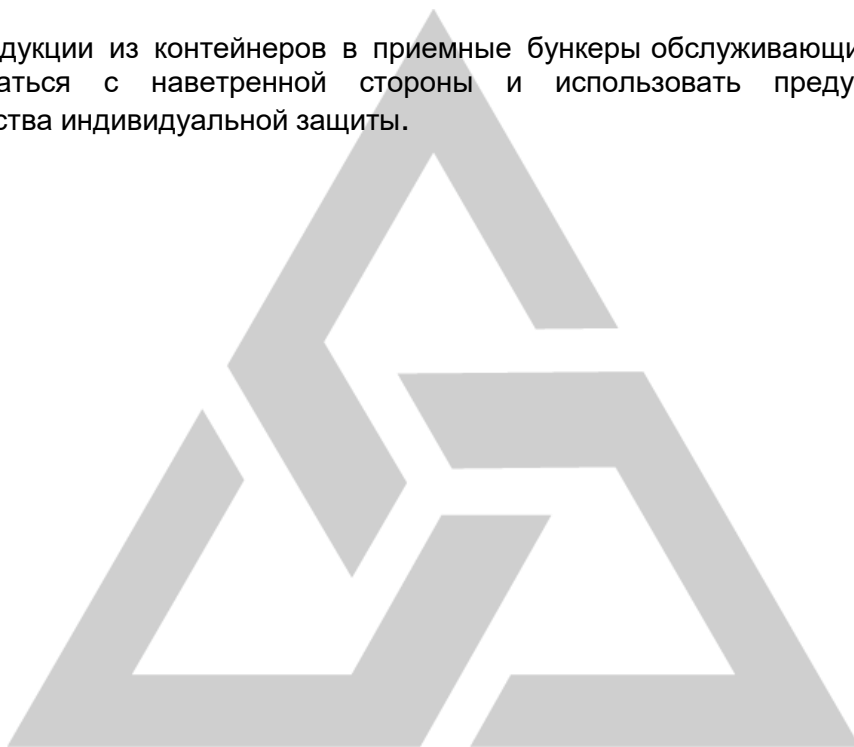 дукции из контейнеров в приемные бункеры обслуживающи
аться с наветренной стороны и использовать преду
ства индивидуальной защиты.